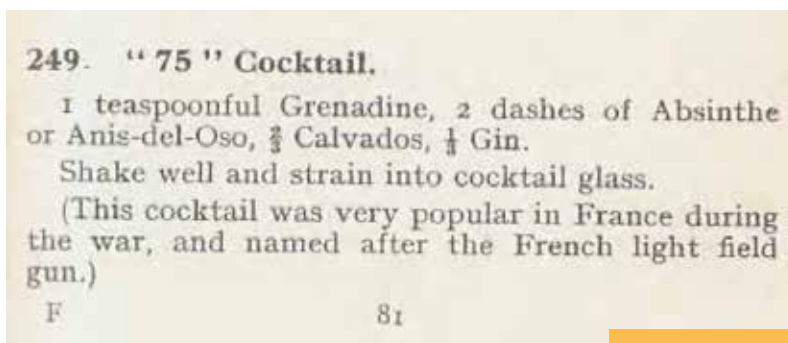 249. “ 75 ” Cocktail.
1 teaspoonful Grenadine, 2 dashes of Absinthe
or Anis-del-Oso, ⅔ Calvados, ⅓ Gin.
Shake well and strain into cocktail glass.
(This cocktail was very popular in France during
the war, and named after the French light field
gun.)
F 81